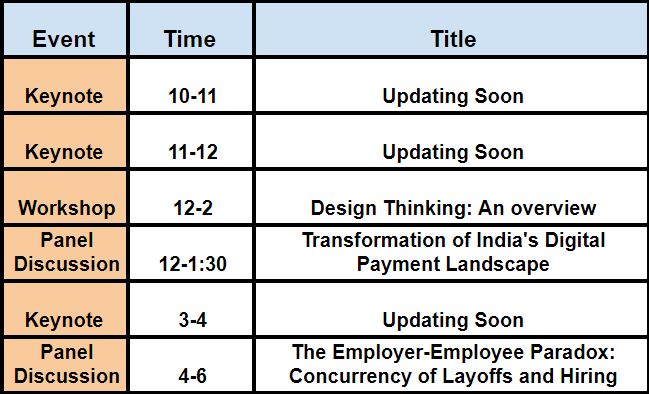 Event Time Title
Keynote 10-11 Updating Soon
Keynote 11-12 Updating Soon
Workshop 12-2 Design Thinking: An overview
Panel
Discussion 12-1:30 Transformation of India's Digital
Payment Landscape
Keynote 3-4 Updating Soon
Panel
Discussion 4-6 The Employer-Employee Paradox:
Concurrency of Layoffs and Hiring